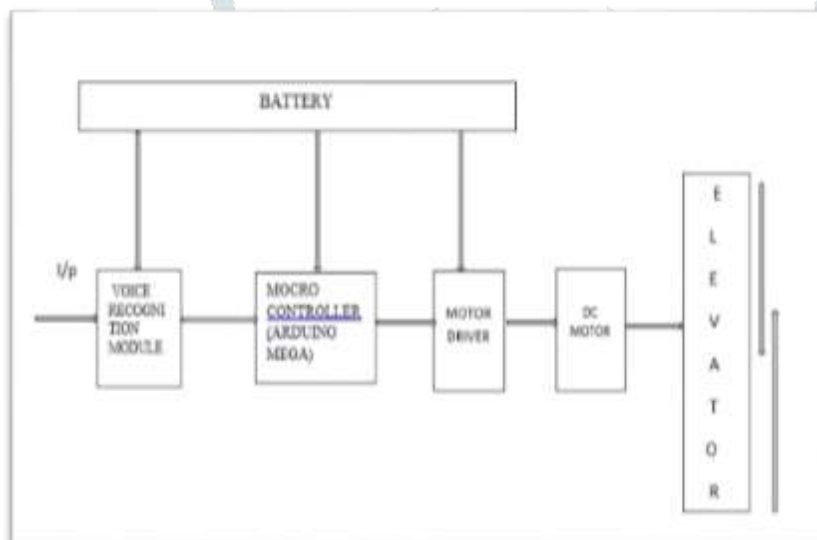 BATTERY
I/p
VOICE
RECOGNI
TION
MODULE
MOCRO
CONTROLLER
(ARDUINO
MEGA)
MOTOR
DRIVER
DC
MOTOR
E
L
E
V
A
T
O
R